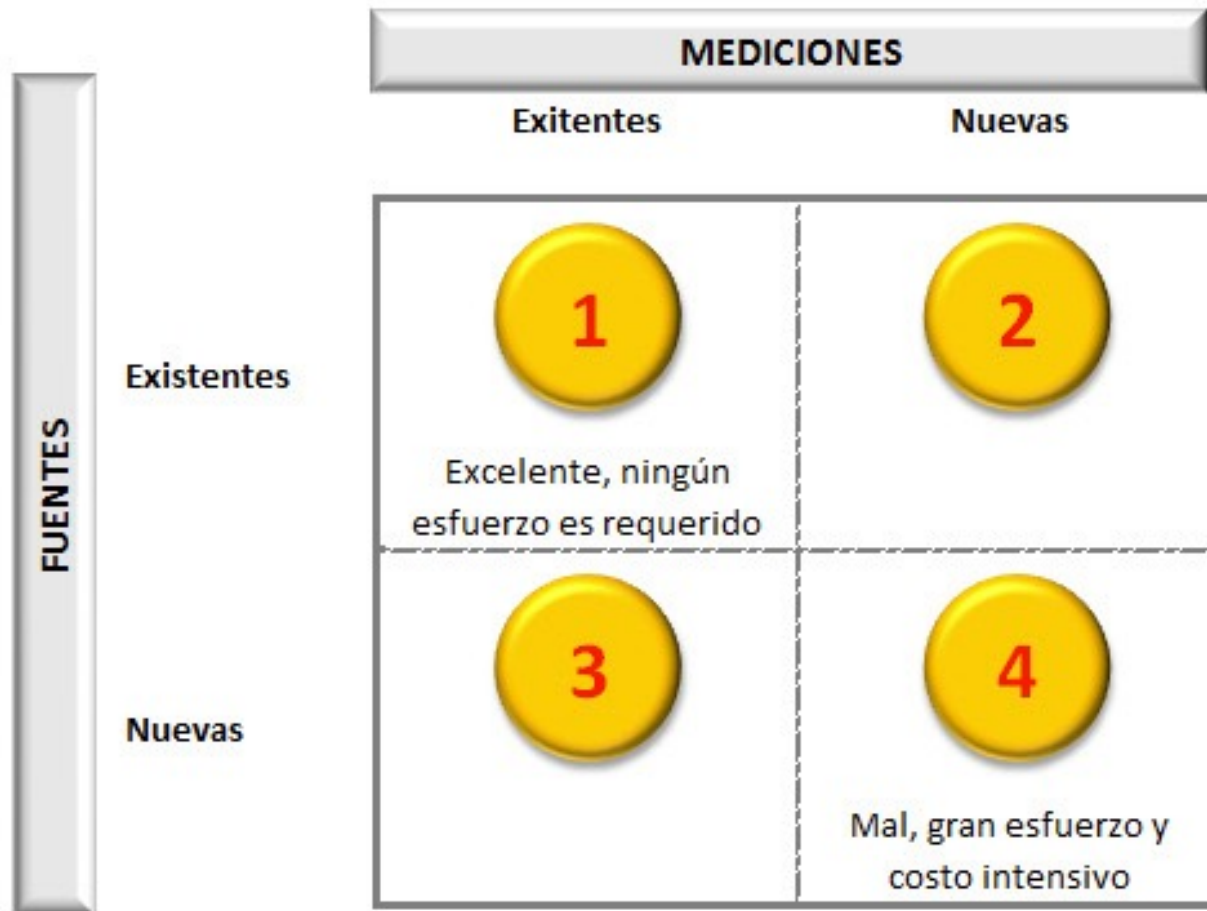 MEDICIONES
Exitentes Nuevas
FUENTES
Existentes
1
2
Excelente, ningún
esfuerzo es requerido
Nuevas
3
4
Mal, gran esfuerzo y
costo intensivo